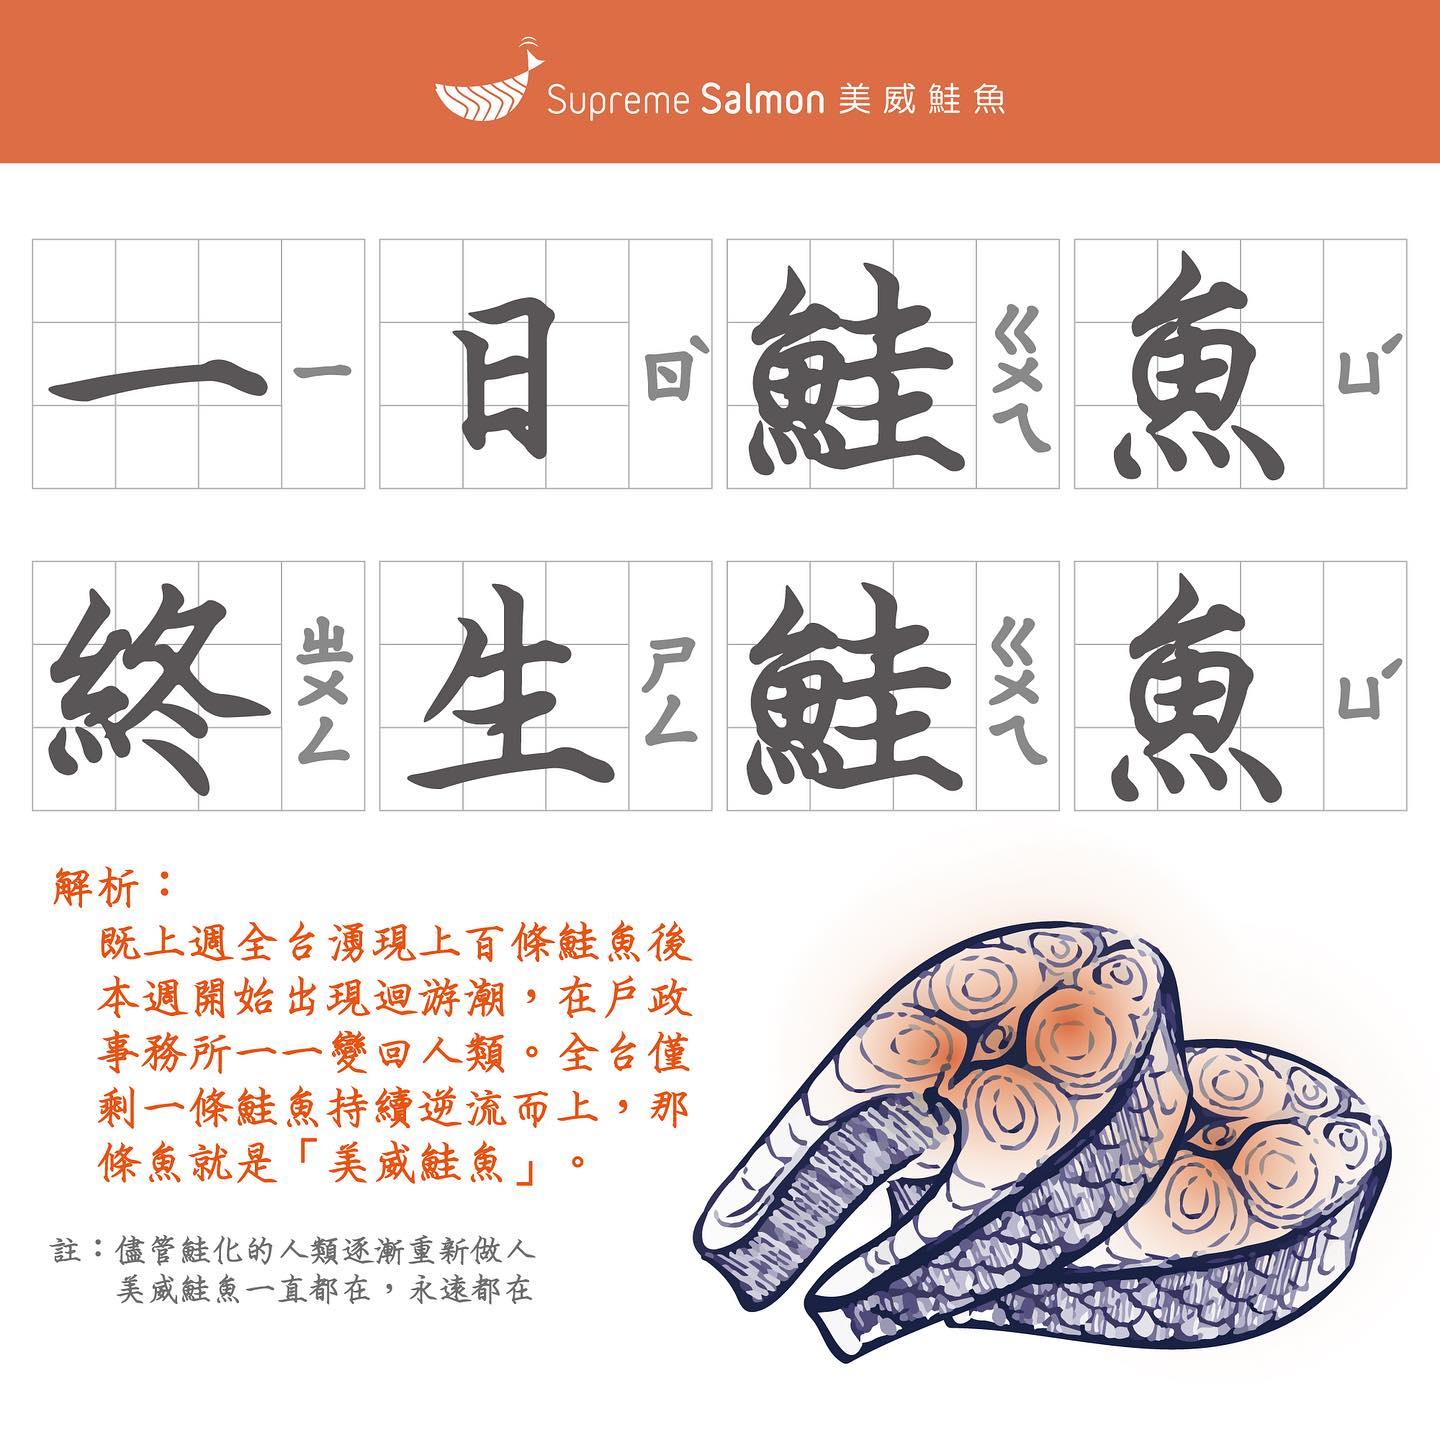 Supreme Salmon 美威鮭魚
一 ㄧ 日 ㄖˋ 鮭 ㄍㄨㄟ 魚 ㄩˊ
終 ㄓㄨㄥ 生 ㄕㄥ 鮭 ㄍㄨㄟ 魚 ㄩˊ
解析：
既上週全台湧現上百條鮭魚後
本週開始出現迴游潮，在戶政
事務所一一變回人類。全台僅
剩一條鮭魚持續逆流而上，那
條魚就是「美威鮭魚」。
註：儘管鮭化的人類逐漸重新做人
美威鮭魚一直都在，永遠都在